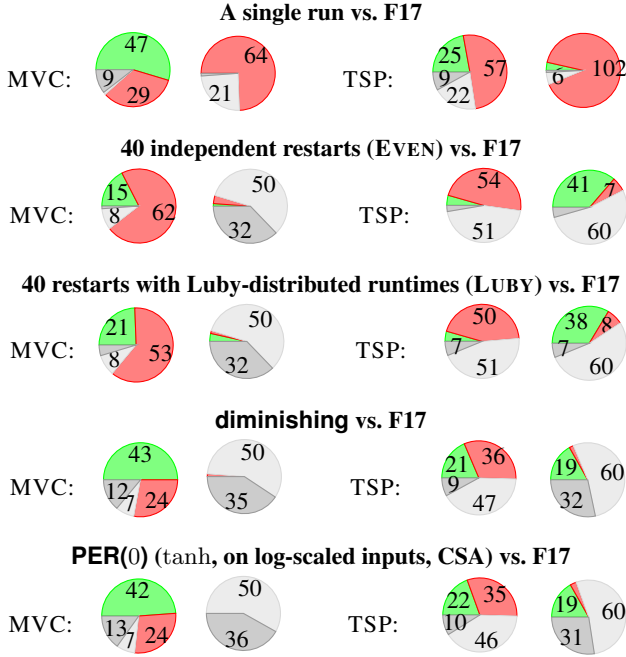 A single run vs. F17
MVC: 47 9 29 64 21 TSP: 25 57 9 22 102 6
40 independent restarts (EVEN) vs. F17
MVC: 15 62 8 50 32 TSP: 54 51 41 7 60
40 restarts with Luby-distributed runtimes (LUBY) vs. F17
MVC: 21 53 8 50 32 TSP: 50 7 51 38 8 7 60
diminishing vs. F17
MVC: 43 12 7 24 50 35 TSP: 21 36 9 47 19 60 32
PER(0) (tanh, on log-scaled inputs, CSA) vs. F17
MVC: 42 13 7 24 50 36 TSP: 22 35 10 46 19 60 31